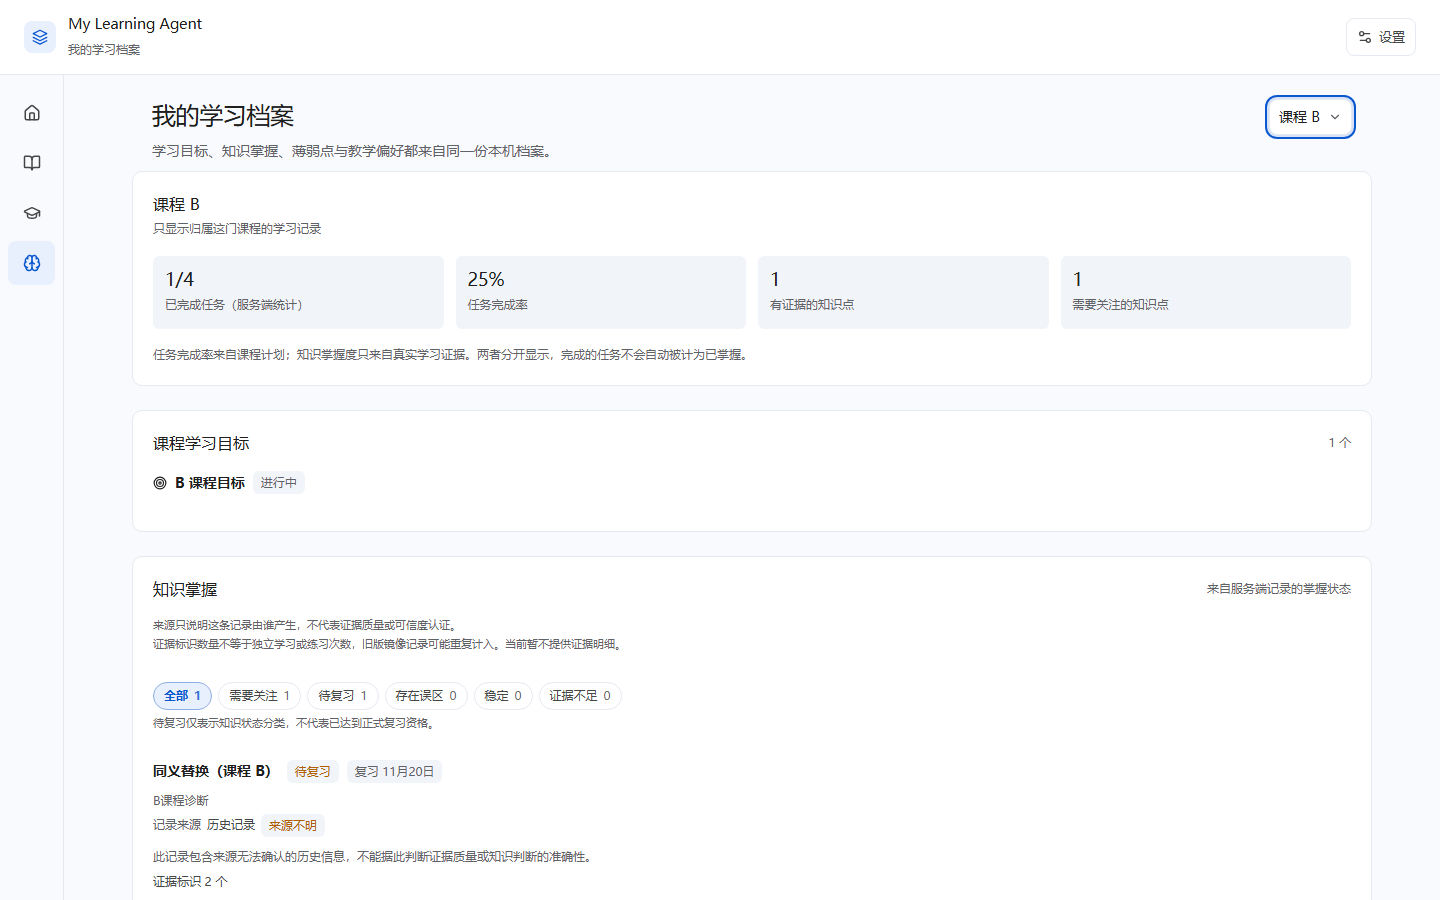 My Learning Agent
我的学习档案
设置
我的学习档案
课程 B
学习目标、知识掌握、薄弱点与教学偏好都来自同一份本机档案。
课程 B
只显示归属这门课程的学习记录
1/4
已完成任务（服务端统计）
25%
任务完成率
1
有证据的知识点
1
需要关注的知识点
任务完成率来自课程计划；知识掌握度只来自真实学习证据。两者分开显示，完成的任务不会自动被计为已掌握。
课程学习目标
1 个
B 课程目标 进行中
知识掌握
来自服务端记录的掌握状态
来源只说明这条记录由谁产生，不代表证据质量或可信度认证。
证据标识数量不等于独立学习或练习次数，旧版镜像记录可能重复计入。当前暂不提供证据明细。
全部 1 需要关注 1 待复习 1 存在误区 0 稳定 0 证据不足 0
待复习仅表示知识状态分类，不代表已达到正式复习资格。
同义替换（课程 B） 待复习 复习 11月20日
B课程诊断
记录来源 历史记录 来源不明
此记录包含来源无法确认的历史信息，不能据此判断证据质量或知识判断的准确性。
证据标识 2 个